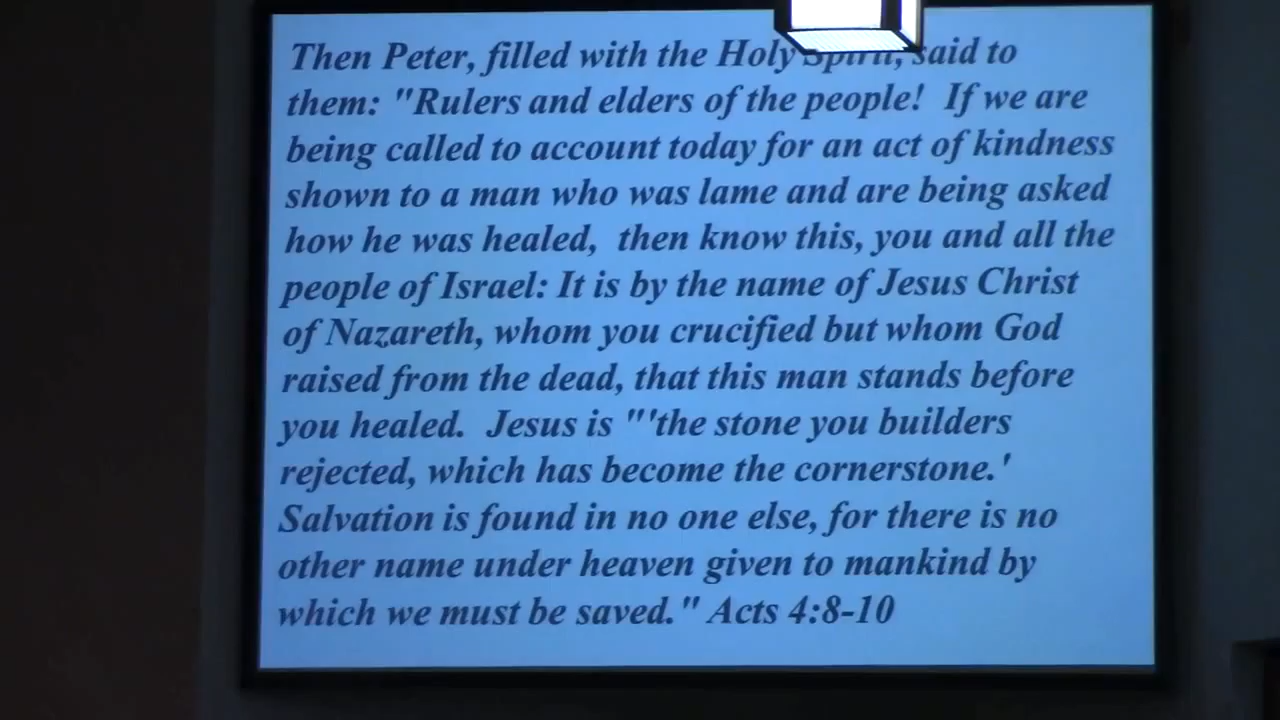 Then Peter, filled with the Holy Spirit, said to
them: "Rulers and elders of the people!  If we are
being called to account today for an act of kindness
shown to a man who was lame and are being asked
how he was healed,  then know this, you and all the
people of Israel: It is by the name of Jesus Christ
of Nazareth, whom you crucified but whom God
raised from the dead, that this man stands before
you healed.  Jesus is "'the stone you builders
rejected, which has become the cornerstone.'
Salvation is found in no one else, for there is no
other name under heaven given to mankind by
which we must be saved." Acts 4:8-10